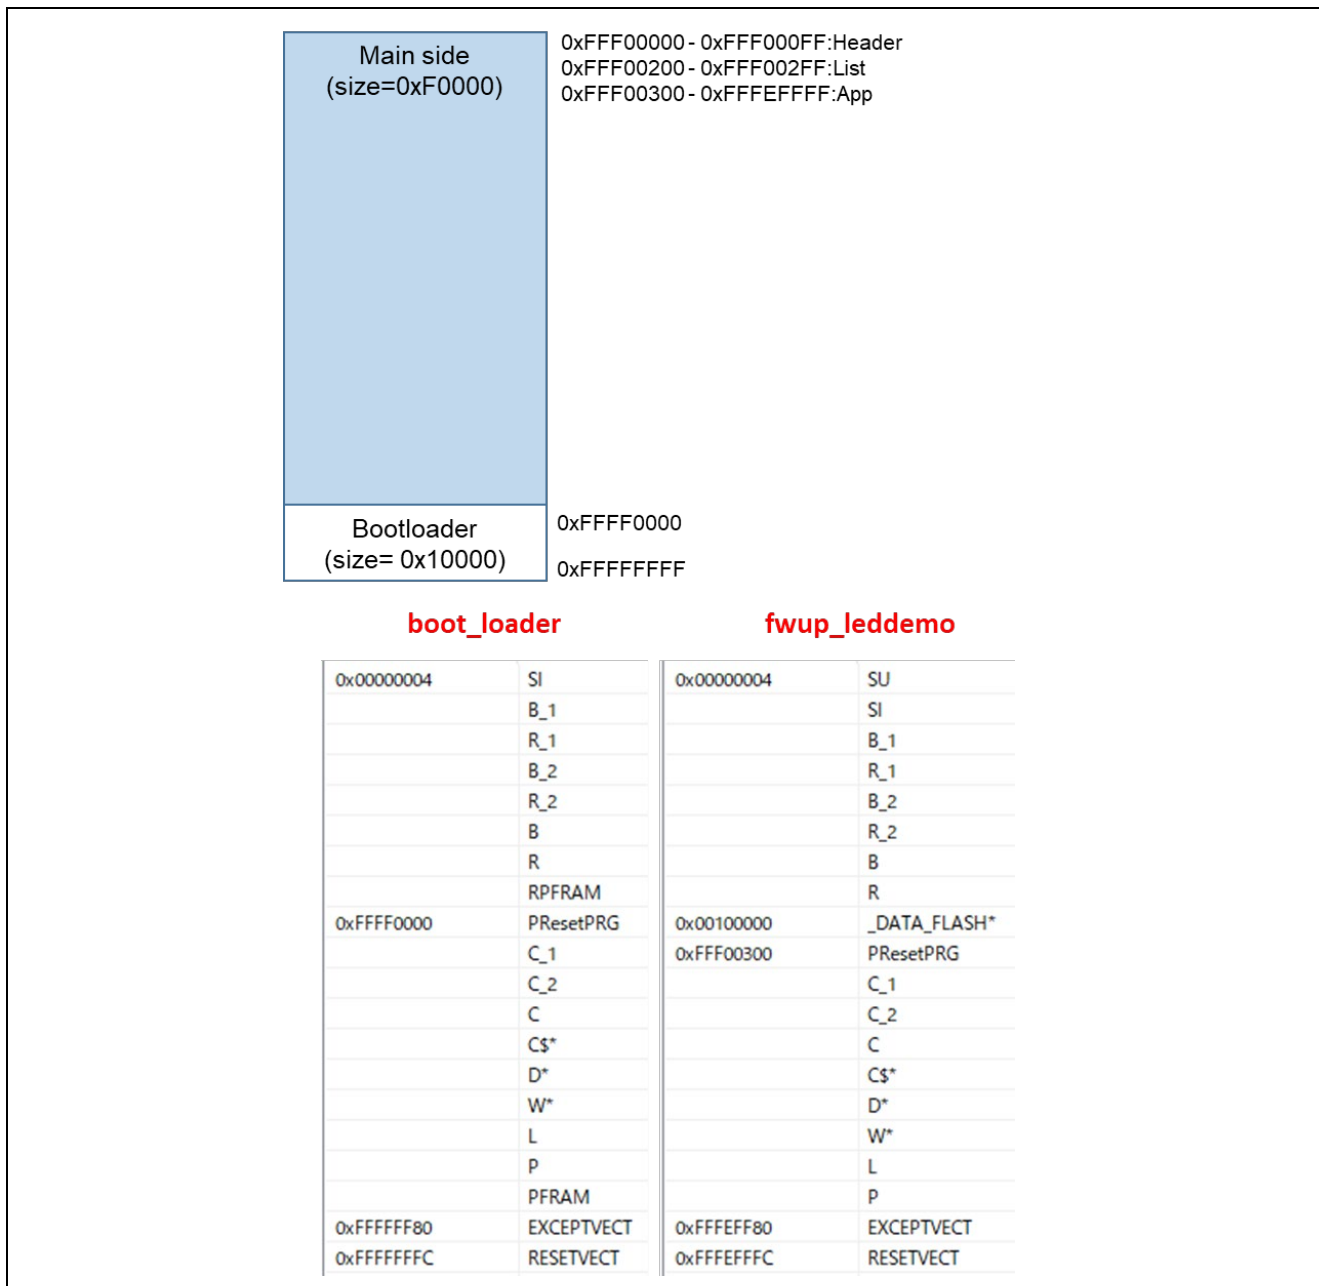 Main side
(size=0xF0000)
0xFFF00000 - 0xFFF000FF:Header
0xFFF00200 - 0xFFF002FF:List
0xFFF00300 - 0xFFFEFFFF:App
Bootloader
(size= 0x10000)
0xFFFF0000
0xFFFFFFFF
boot_loader fwup_leddemo
0x00000004 SI 0x00000004 SU
B_1 SI
R_1 B_1
B_2 R_1
R_2 B_2
B R_2
R B
RPFRAM R
0xFFFF0000 PResetPRG 0x00100000 _DATA_FLASH*
C_1 0xFFF00300 PResetPRG
C_2 C_1
C C_2
C$* C
D* C$*
W* D*
L W*
P L
PFRAM P
0xFFFFFF80 EXCEPTVECT 0xFFFEFF80 EXCEPTVECT
0xFFFFFFFC RESETVECT 0xFFFEFFFC RESETVECT